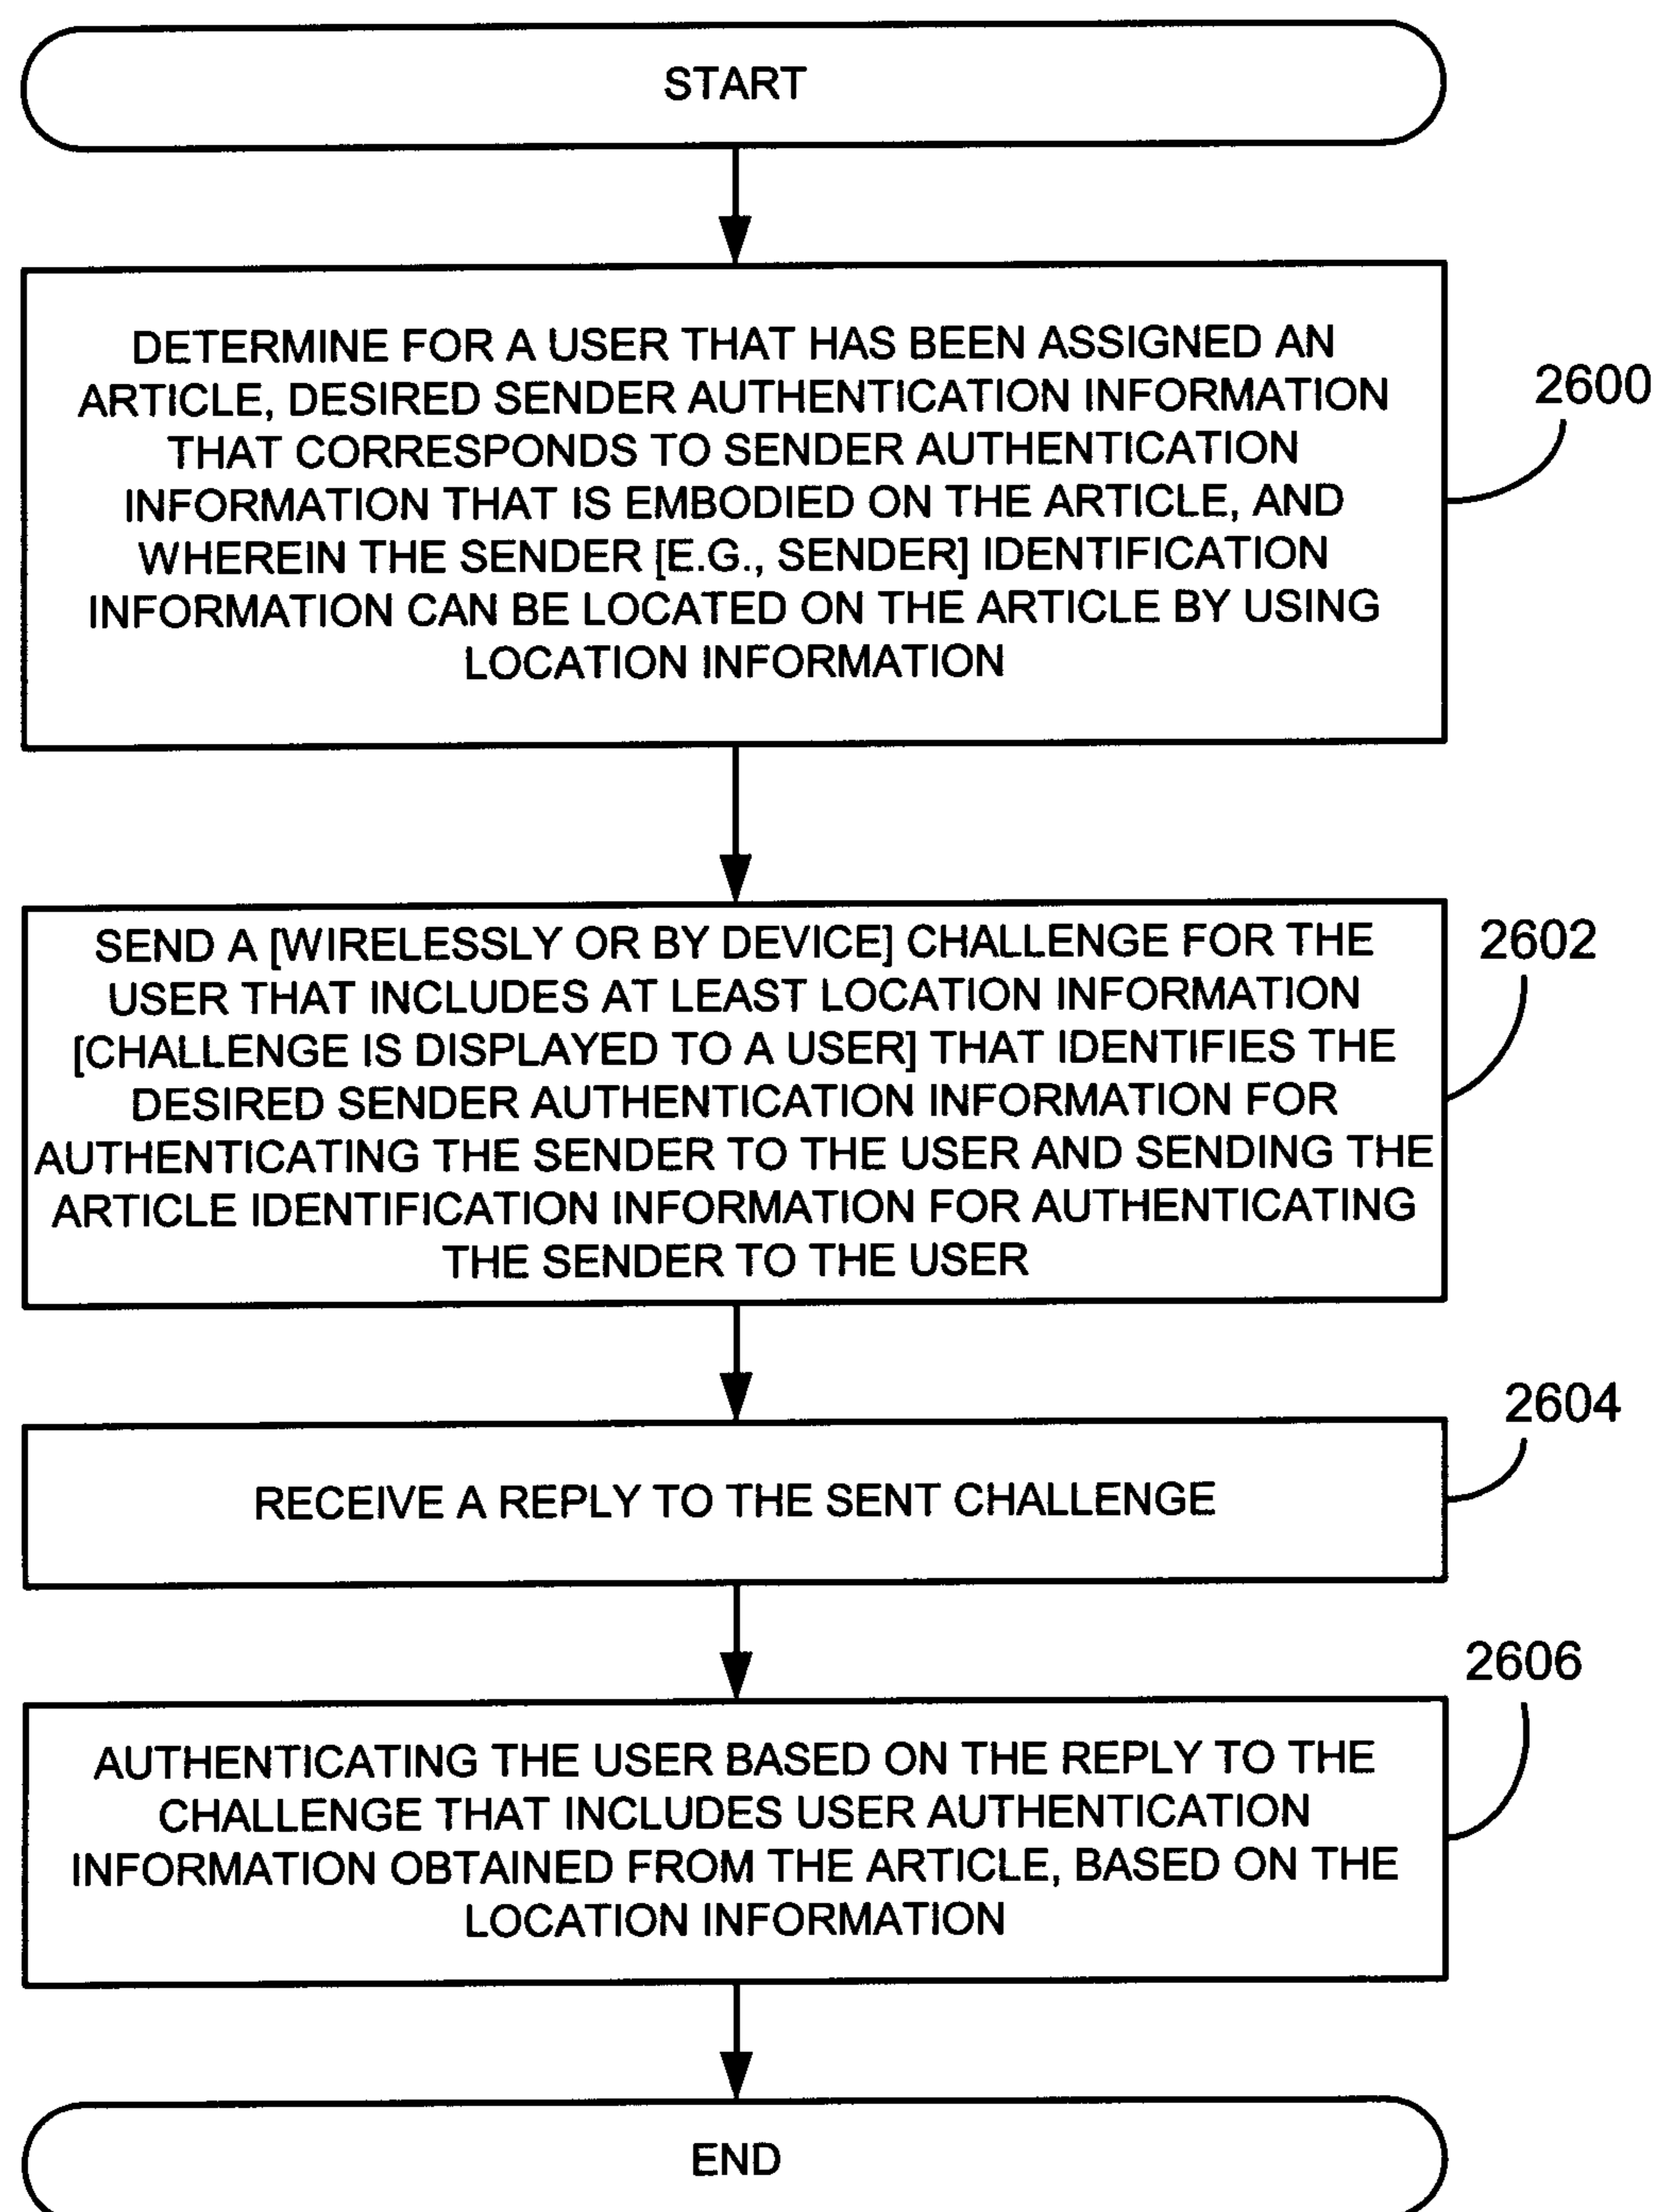 START
DETERMINE FOR A USER THAT HAS BEEN ASSIGNED AN
ARTICLE, DESIRED SENDER AUTHENTICATION INFORMATION
THAT CORRESPONDS TO SENDER AUTHENTICATION
INFORMATION THAT IS EMBODIED ON THE ARTICLE, AND
WHEREIN THE SENDER [E.G., SENDER] IDENTIFICATION
INFORMATION CAN BE LOCATED ON THE ARTICLE BY USING
LOCATION INFORMATION
2600
SEND A [WIRELESSLY OR BY DEVICE] CHALLENGE FOR THE
USER THAT INCLUDES AT LEAST LOCATION INFORMATION
[CHALLENGE IS DISPLAYED TO A USER] THAT IDENTIFIES THE
DESIRED SENDER AUTHENTICATION INFORMATION FOR
AUTHENTICATING THE SENDER TO THE USER AND SENDING THE
ARTICLE IDENTIFICATION INFORMATION FOR AUTHENTICATING
THE SENDER TO THE USER
2602
RECEIVE A REPLY TO THE SENT CHALLENGE
2604
AUTHENTICATING THE USER BASED ON THE REPLY TO THE
CHALLENGE THAT INCLUDES USER AUTHENTICATION
INFORMATION OBTAINED FROM THE ARTICLE, BASED ON THE
LOCATION INFORMATION
2606
END